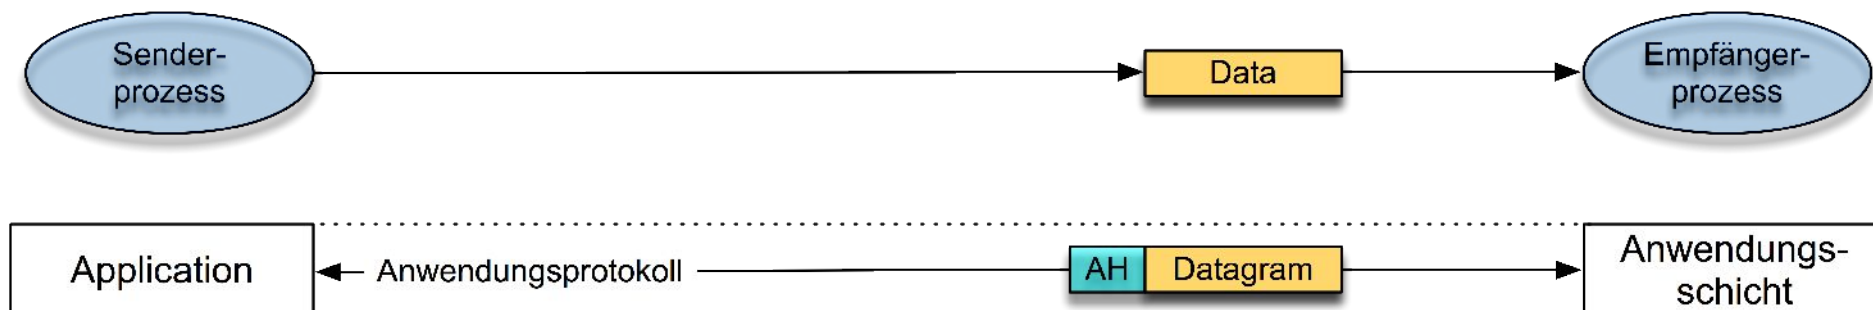 Sender-
prozess
Data
Empfänger-
prozess
Application
Anwendungsprotokoll
AH
Datagram
Anwendungs-
schicht